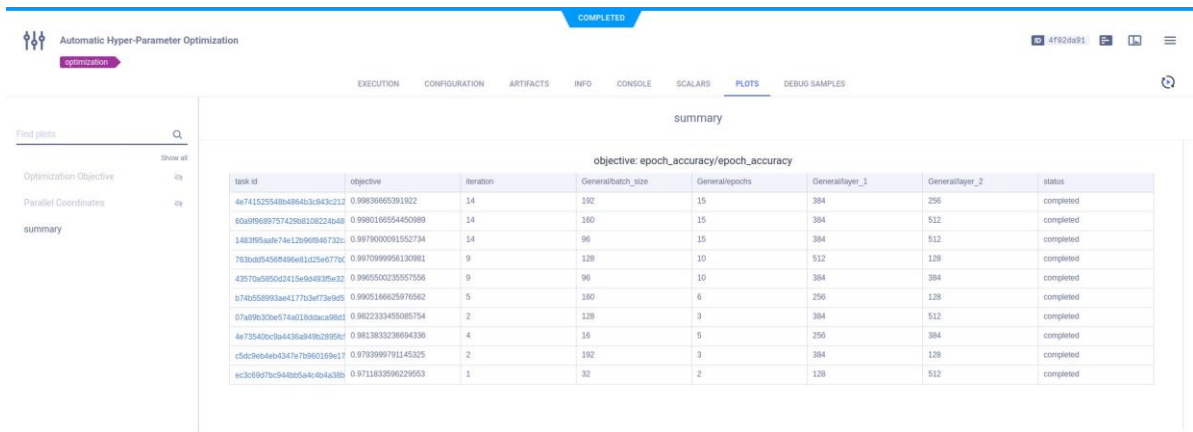 COMPLETED
Automatic Hyper-Parameter Optimization
ID 4f02da91
optimization
EXECUTION CONFIGURATION ARTIFACTS INFO CONSOLE SCALARS PLOTS DEBUG SAMPLES
summary
Find plots
Show all
Optimization Objective
Parallel Coordinates
summary
objective: epoch_accuracy/epoch_accuracy
task id objective iteration General/batch_size General/epochs General/layer_1 General/layer_2 status
4e741525548b4864b3c843c212 0.99836665391922 14 192 15 384 256 completed
60a9f9689757429b8108224b48 0.9980166554450989 14 160 15 384 512 completed
1483f95aafe74e12b96f846732c 0.9979000091552734 14 96 15 384 512 completed
763bdd5456ff496e81d25e677b 0.9970999956130981 9 128 10 512 128 completed
43570a5850d2415e9d493f5e32 0.9965500235557556 9 96 10 384 384 completed
b74b558993ae4177b3ef73e9d5 0.9905166625976562 5 160 6 256 128 completed
07a89b30be574a018ddaca98d1 0.9822333455085754 2 128 3 384 512 completed
4e73540bc9a4436a949b2895fc 0.9813833236694336 4 16 5 256 384 completed
c5dc9eb4eb4347e7b960169e17 0.9793999791145325 2 192 3 384 128 completed
ec3c69d7bc944bb5a4c4b4a38b 0.9711833596229553 1 32 2 128 512 completed